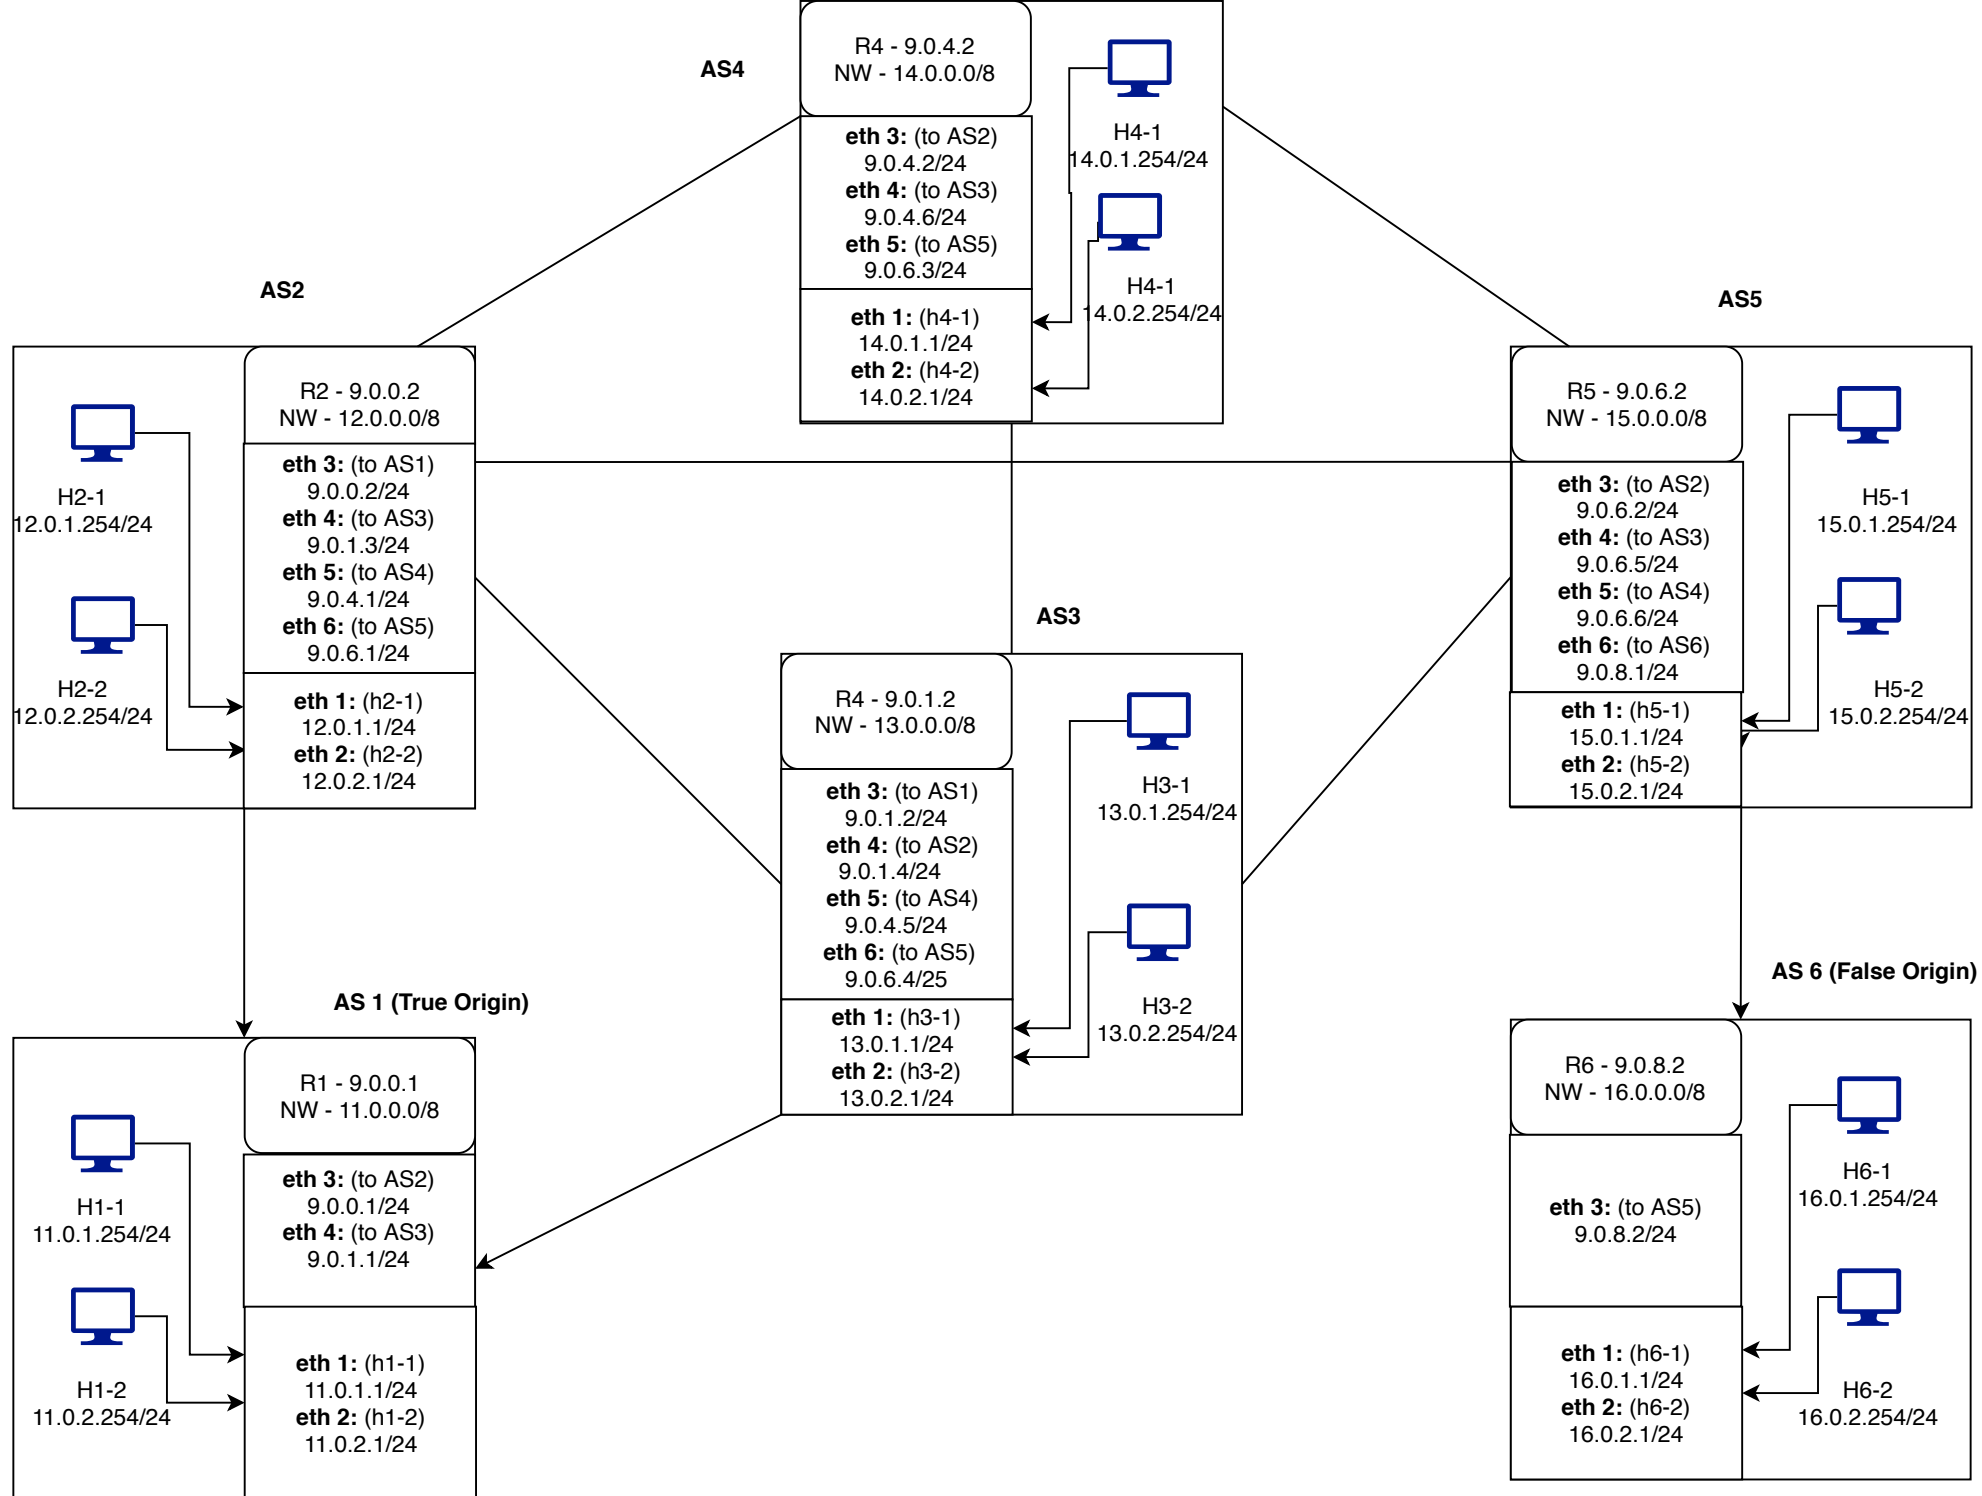 AS4
R4 - 9.0.4.2
NW - 14.0.0.0/8
eth 3: (to AS2)
9.0.4.2/24
eth 4: (to AS3)
9.0.4.6/24
eth 5: (to AS5)
9.0.6.3/24
eth 1: (h4-1)
14.0.1.1/24
eth 2: (h4-2)
14.0.2.1/24
H4-1
14.0.1.254/24
H4-1
14.0.2.254/24
AS2
R2 - 9.0.0.2
NW - 12.0.0.0/8
eth 3: (to AS1)
9.0.0.2/24
eth 4: (to AS3)
9.0.1.3/24
eth 5: (to AS4)
9.0.4.1/24
eth 6: (to AS5)
9.0.6.1/24
eth 1: (h2-1)
12.0.1.1/24
eth 2: (h2-2)
12.0.2.1/24
H2-1
12.0.1.254/24
H2-2
12.0.2.254/24
AS5
R5 - 9.0.6.2
NW - 15.0.0.0/8
eth 3: (to AS2)
9.0.6.2/24
eth 4: (to AS3)
9.0.6.5/24
eth 5: (to AS4)
9.0.6.6/24
eth 6: (to AS6)
9.0.8.1/24
eth 1: (h5-1)
15.0.1.1/24
eth 2: (h5-2)
15.0.2.1/24
H5-1
15.0.1.254/24
H5-2
15.0.2.254/24
AS3
R4 - 9.0.1.2
NW - 13.0.0.0/8
eth 3: (to AS1)
9.0.1.2/24
eth 4: (to AS2)
9.0.1.4/24
eth 5: (to AS4)
9.0.4.5/24
eth 6: (to AS5)
9.0.6.4/25
eth 1: (h3-1)
13.0.1.1/24
eth 2: (h3-2)
13.0.2.1/24
H3-1
13.0.1.254/24
H3-2
13.0.2.254/24
AS 1 (True Origin)
R1 - 9.0.0.1
NW - 11.0.0.0/8
eth 3: (to AS2)
9.0.0.1/24
eth 4: (to AS3)
9.0.1.1/24
eth 1: (h1-1)
11.0.1.1/24
eth 2: (h1-2)
11.0.2.1/24
H1-1
11.0.1.254/24
H1-2
11.0.2.254/24
AS 6 (False Origin)
R6 - 9.0.8.2
NW - 16.0.0.0/8
eth 3: (to AS5)
9.0.8.2/24
eth 1: (h6-1)
16.0.1.1/24
eth 2: (h6-2)
16.0.2.1/24
H6-1
16.0.1.254/24
H6-2
16.0.2.254/24